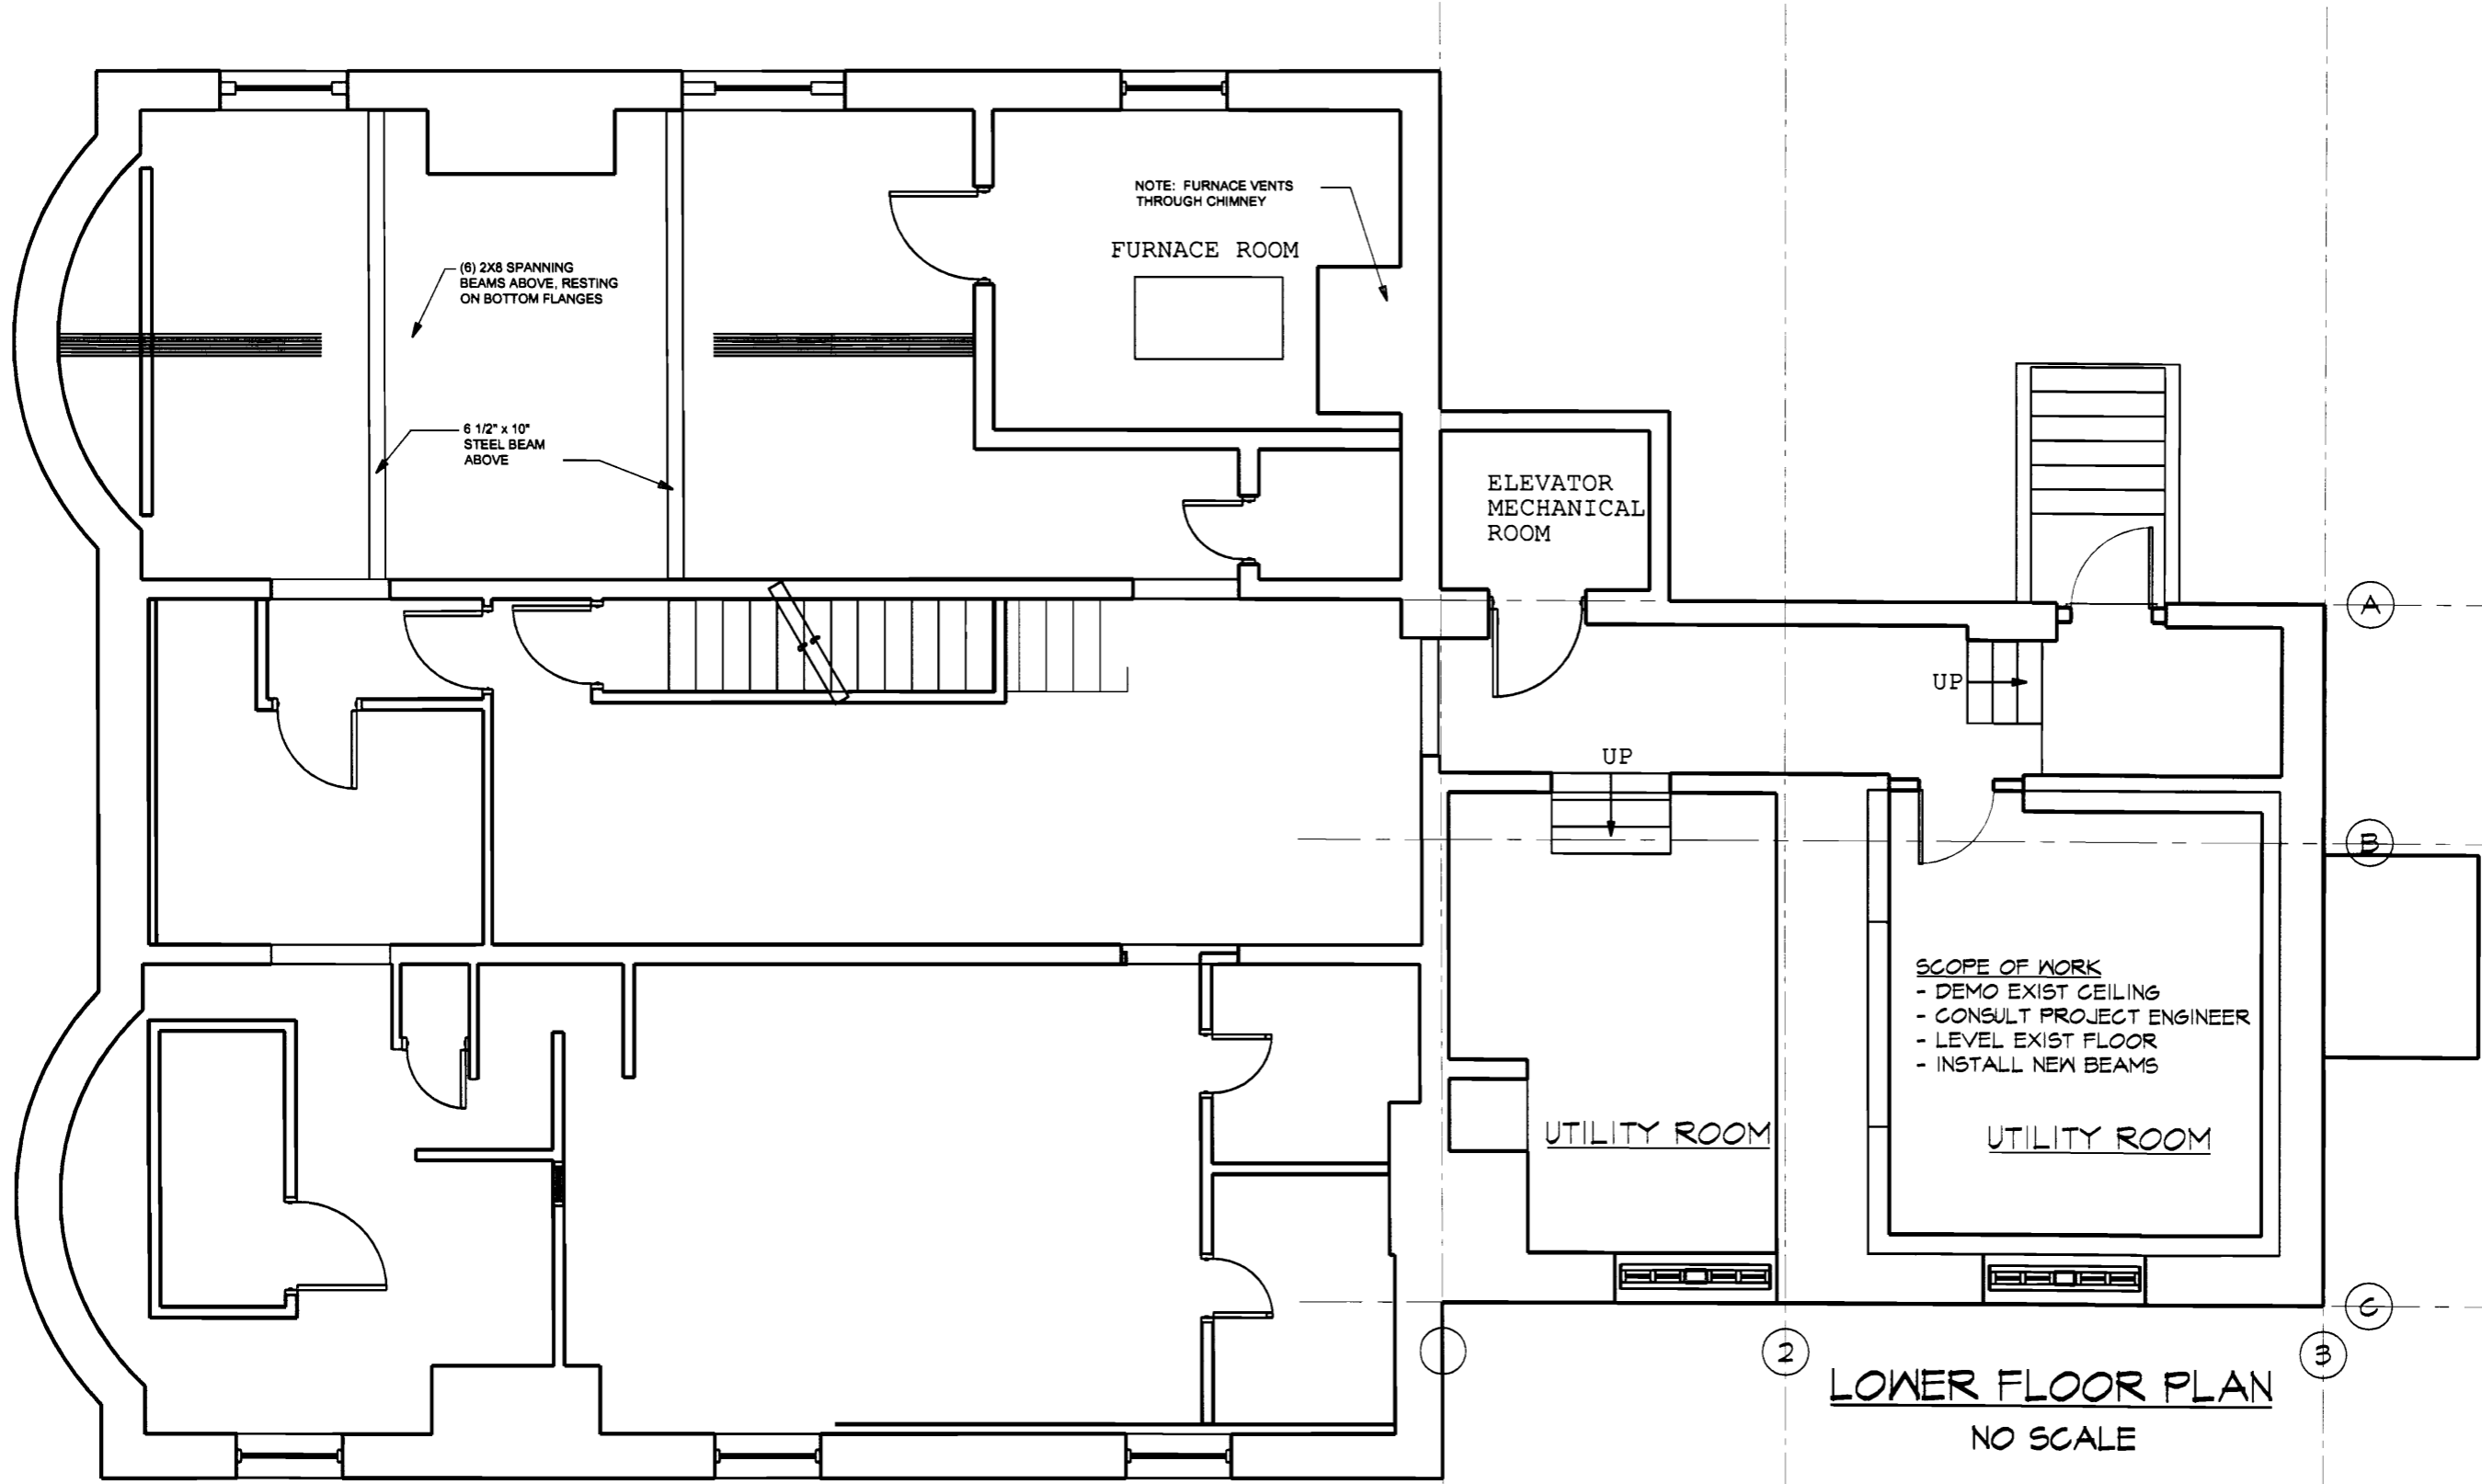 NOTE: FURNACE VENTS
THROUGH CHIMNEY
FURNACE ROOM
(6) 2X8 SPANNING
BEAMS ABOVE, RESTING
ON BOTTOM FLANGES
6 1/2" x 10"
STEEL BEAM
ABOVE
ELEVATOR
MECHANICAL
ROOM
A
UP
UP
B
SCOPE OF WORK
- DEMO EXIST CEILING
- CONSULT PROJECT ENGINEER
- LEVEL EXIST FLOOR
- INSTALL NEW BEAMS
UTILITY ROOM
UTILITY ROOM
C
2
3
LOWER FLOOR PLAN
NO SCALE